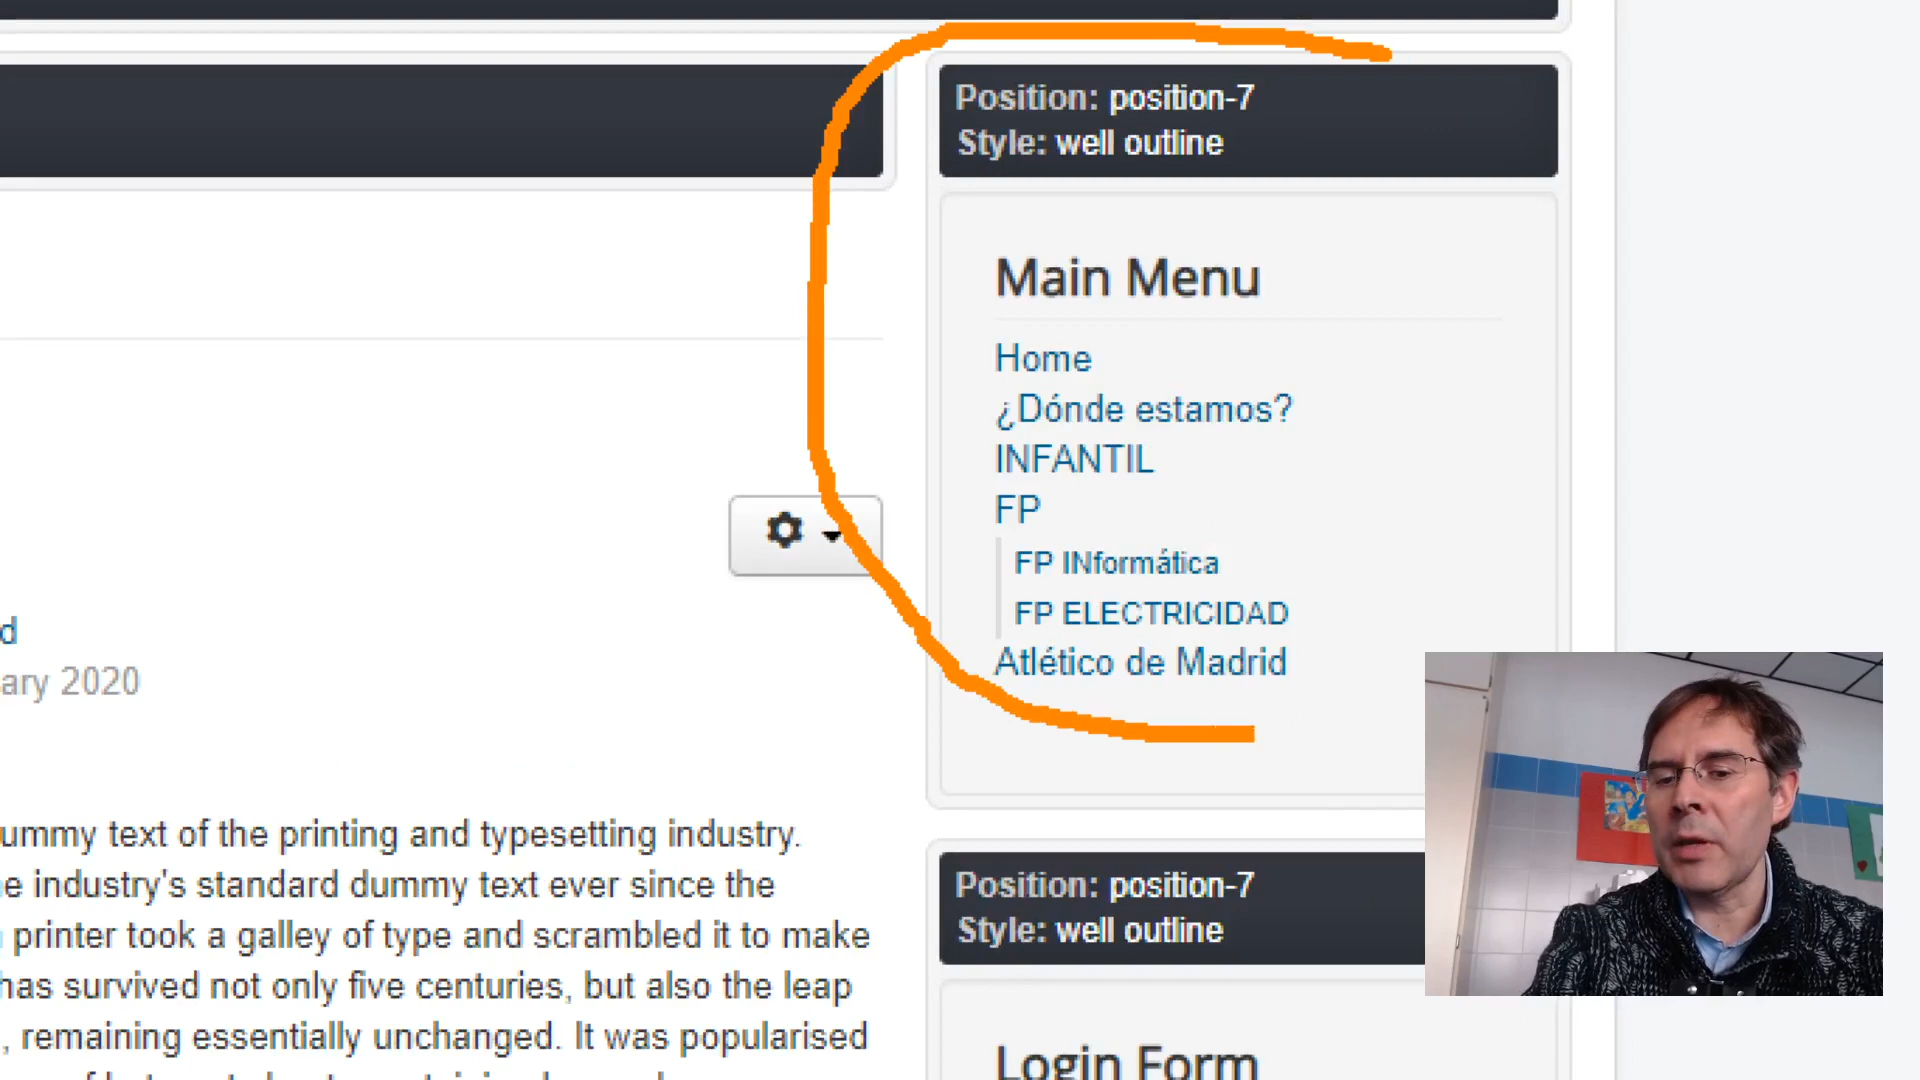 Position: position-7
Style: well outline
Main Menu
Home
¿Dónde estamos?
INFANTIL
FP
FP INformática
FP ELECTRICIDAD
Atlético de Madrid
d
ary 2020
ummy text of the printing and typesetting industry.
e industry's standard dummy text ever since the
printer took a galley of type and scrambled it to make
has survived not only five centuries, but also the leap
, remaining essentially unchanged. It was popularised
Position: position-7
Style: well outline
Login Form